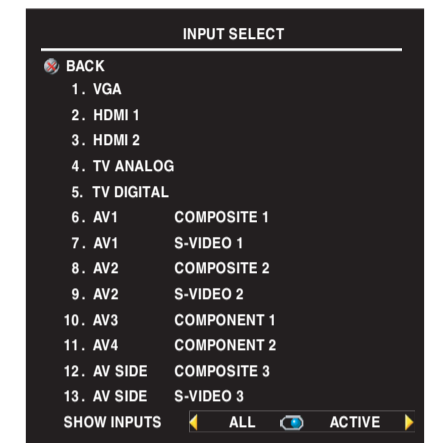 INPUT SELECT
BACK
1. VGA
2. HDMI 1
3. HDMI 2
4. TV ANALOG
5. TV DIGITAL
6. AV1 COMPOSITE 1
7. AV1 S-VIDEO 1
8. AV2 COMPOSITE 2
9. AV2 S-VIDEO 2
10. AV3 COMPONENT 1
11. AV4 COMPONENT 2
12. AV SIDE COMPOSITE 3
13. AV SIDE S-VIDEO 3
SHOW INPUTS ALL ACTIVE